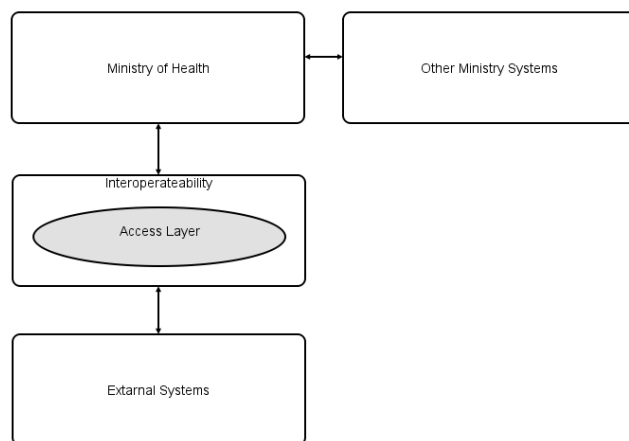 Ministry of Health
Other Ministry Systems
Interoperateability
Access Layer
Extarnal Systems